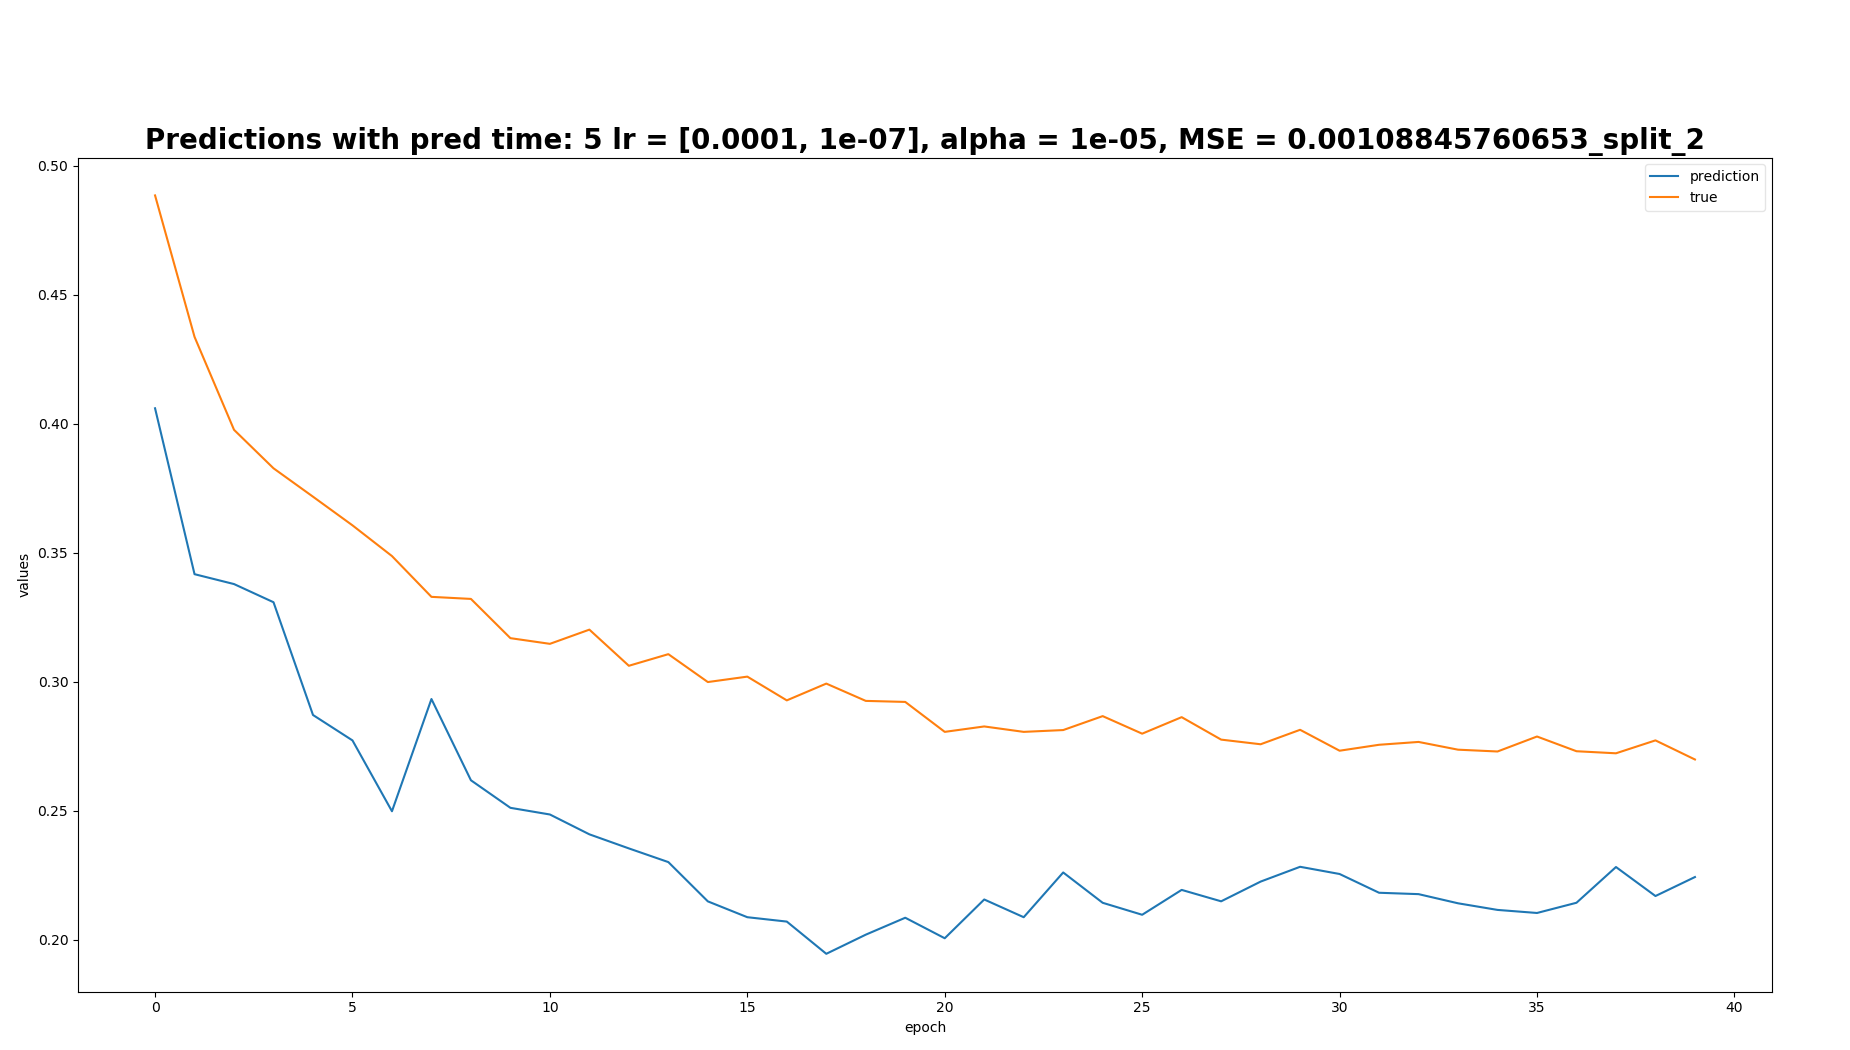 Predictions with pred time: 5 lr = [0.0001, 1e-07], alpha = 1e-05, MSE = 0.00108845760653_split_2
prediction
true
0.50
0.45
0.40
0.35
0.30
0.25
0.20
values
0 5 10 15 20 25 30 35 40
epoch